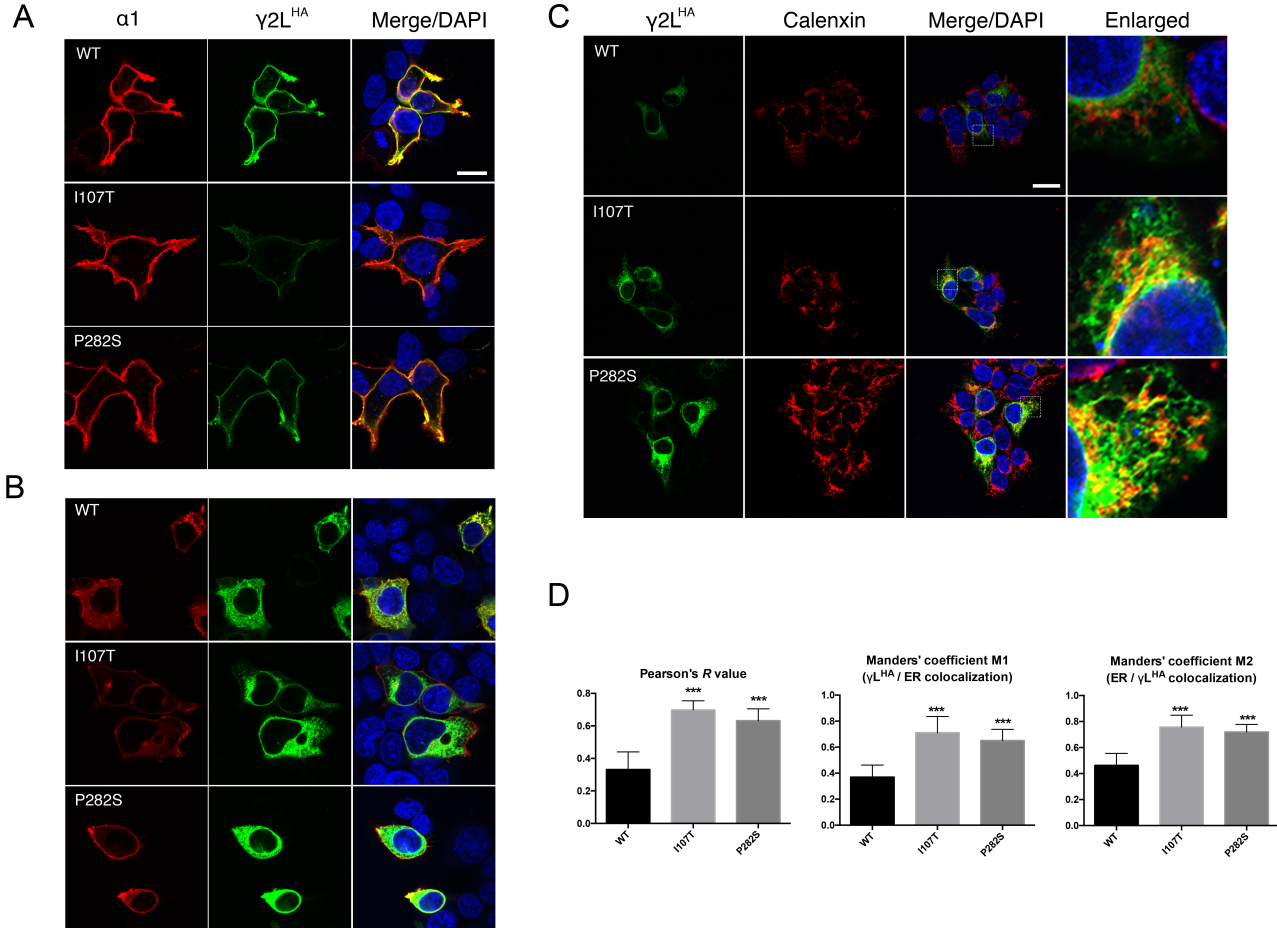 A
α1 γ2L^HA Merge/DAPI
WT
I107T
P282S
B
WT
I107T
P282S
C
γ2L^HA Calenxin Merge/DAPI Enlarged
WT
I107T
P282S
D
Pearson's R value
0.8
0.6
0.4
0.2
0.0
***
***
WT I107T P282S
Manders' coefficient M1
(γL^HA / ER colocalization)
1.0
0.8
0.6
0.4
0.2
0.0
***
***
WT I107T P282S
Manders' coefficient M2
(ER / γL^HA colocalization)
1.0
0.8
0.6
0.4
0.2
0.0
***
***
WT I107T P282S